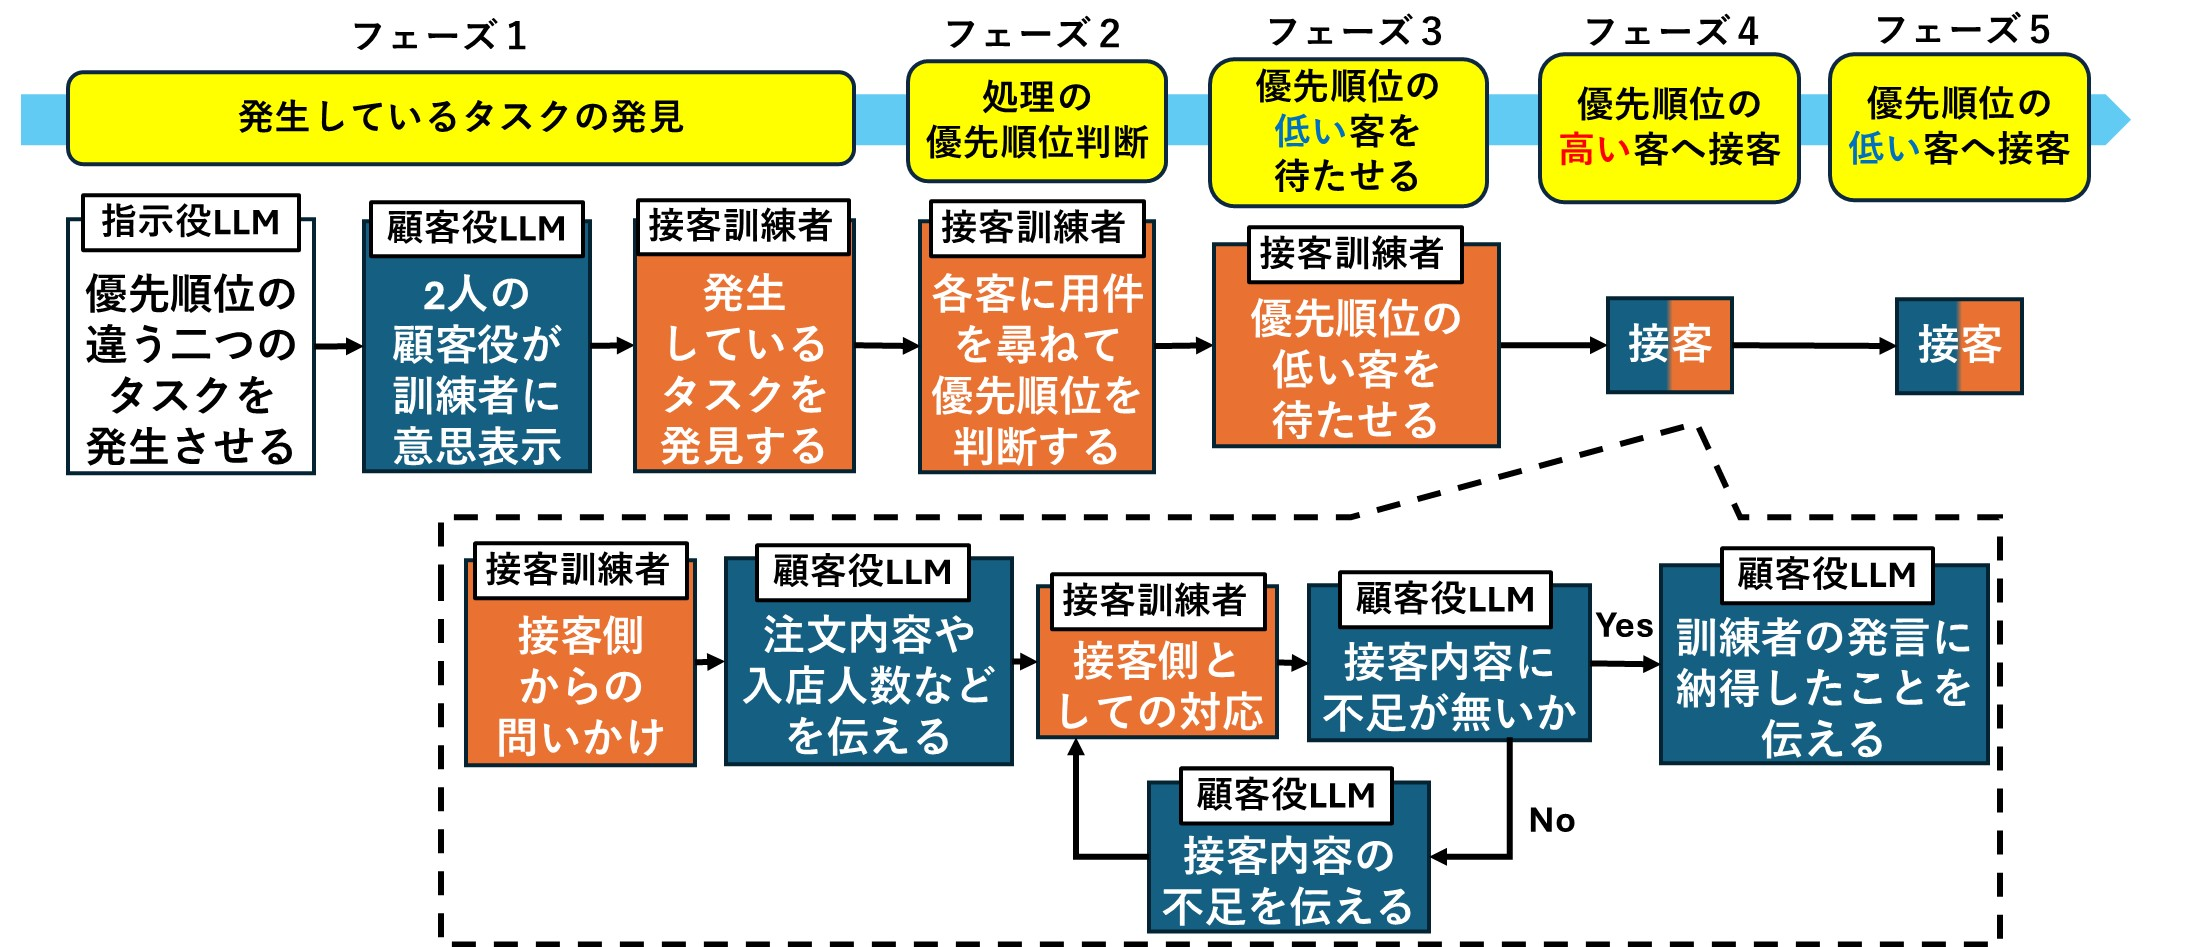 フェーズ1
フェーズ2
フェーズ3
フェーズ4
フェーズ5
発生しているタスクの発見
処理の
優先順位判断
優先順位の
低い客を
待たせる
優先順位の
高い客へ接客
優先順位の
低い客へ接客
指示役LLM
優先順位の
違う二つの
タスクを
発生させる
顧客役LLM
2人の
顧客役が
訓練者に
意思表示
接客訓練者
発生
している
タスクを
発見する
接客訓練者
各客に用件
を尋ねて
優先順位を
判断する
接客訓練者
優先順位の
低い客を
待たせる
接客
接客
接客訓練者
接客側
からの
問いかけ
顧客役LLM
注文内容や
入店人数など
を伝える
接客訓練者
接客側と
しての対応
顧客役LLM
接客内容に
不足が無いか
Yes
顧客役LLM
訓練者の発言に
納得したことを
伝える
No
顧客役LLM
接客内容の
不足を伝える